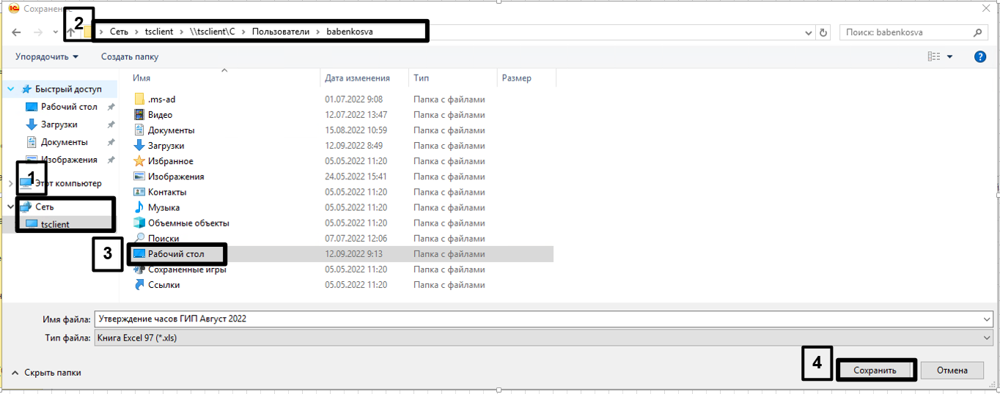 Сохранение
2
Сеть > tsclient > \\tsclient\C > Пользователи > babenkosva
Поиск: babenkosva
Упорядочить
Создать папку
Имя Дата изменения Тип Размер
Быстрый доступ
Рабочий стол
Загрузки
Документы
Изображения
1
Этот компьютер
Сеть
tsclient
.ms-ad 01.07.2022 9:08 Папка с файлами
Видео 12.07.2022 13:47 Папка с файлами
Документы 15.08.2022 10:59 Папка с файлами
Загрузки 12.09.2022 8:49 Папка с файлами
Избранное 05.05.2022 11:20 Папка с файлами
Изображения 24.05.2022 15:41 Папка с файлами
Контакты 05.05.2022 11:20 Папка с файлами
Музыка 05.05.2022 11:20 Папка с файлами
Объемные объекты 05.05.2022 11:20 Папка с файлами
Поиски 07.07.2022 12:06 Папка с файлами
3
Рабочий стол 12.09.2022 9:13 Папка с файлами
Сохраненные игры 05.05.2022 11:20 Папка с файлами
Ссылки 05.05.2022 11:20 Папка с файлами
Имя файла: Утверждение часов ГИП Август 2022
Тип файла: Книга Excel 97 (*.xls)
Скрыть папки
4
Сохранить
Отмена